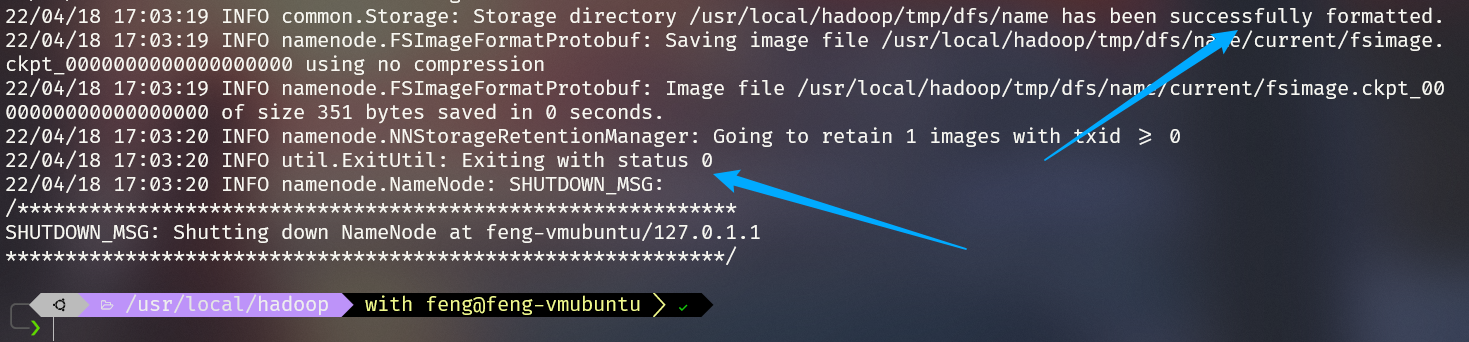 22/04/18 17:03:19 INFO common.Storage: Storage directory /usr/local/hadoop/tmp/dfs/name has been successfully formatted.
22/04/18 17:03:19 INFO namenode.FSImageFormatProtobuf: Saving image file /usr/local/hadoop/tmp/dfs/name/current/fsimage.
ckpt_0000000000000000000 using no compression
22/04/18 17:03:19 INFO namenode.FSImageFormatProtobuf: Image file /usr/local/hadoop/tmp/dfs/name/current/fsimage.ckpt_00
00000000000000000 of size 351 bytes saved in 0 seconds.
22/04/18 17:03:20 INFO namenode.NNStorageRetentionManager: Going to retain 1 images with txid >= 0
22/04/18 17:03:20 INFO util.ExitUtil: Exiting with status 0
22/04/18 17:03:20 INFO namenode.NameNode: SHUTDOWN_MSG:
/************************************************************
SHUTDOWN_MSG: Shutting down NameNode at feng-vmubuntu/127.0.1.1
************************************************************/
/usr/local/hadoop with feng@feng-vmubuntu ✓
❯